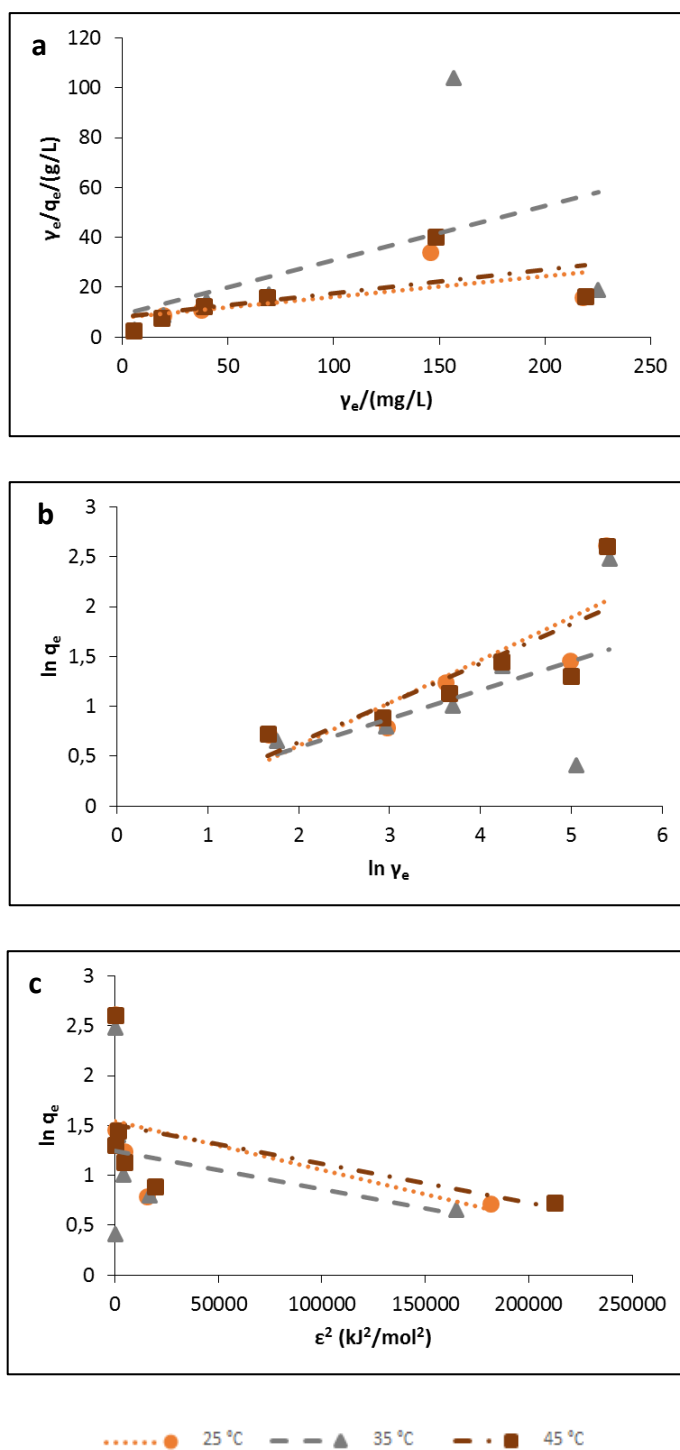 a
120
100
80
60
40
20
0
0 50 100 150 200 250
γe/qe/(g/L)
γe/(mg/L)
b
3
2,5
2
1,5
1
0,5
0
0 1 2 3 4 5 6
ln qe
ln γe
c
3
2,5
2
1,5
1
0,5
0
0 50000 100000 150000 200000 250000
ln qe
ε² (kJ²/mol²)
25 °C 35 °C 45 °C